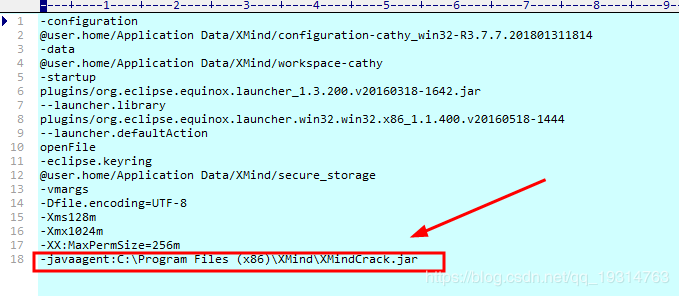 -------1---------2---------3---------4---------5---------6---------7---------8---------9--
1 -configuration
2 @user.home/Application Data/XMind/configuration-cathy_win32-R3.7.7.201801311814
3 -data
4 @user.home/Application Data/XMind/workspace-cathy
5 -startup
6 plugins/org.eclipse.equinox.launcher_1.3.200.v20160318-1642.jar
7 --launcher.library
8 plugins/org.eclipse.equinox.launcher.win32.win32.x86_1.1.400.v20160518-1444
9 --launcher.defaultAction
10 openFile
11 -eclipse.keyring
12 @user.home/Application Data/XMind/secure_storage
13 -vmargs
14 -Dfile.encoding=UTF-8
15 -Xms128m
16 -Xmx1024m
17 -XX:MaxPermSize=256m
18 -javaagent:C:\Program Files (x86)\XMind\XMindCrack.jar
https://blog.csdn.net/qq_19314763